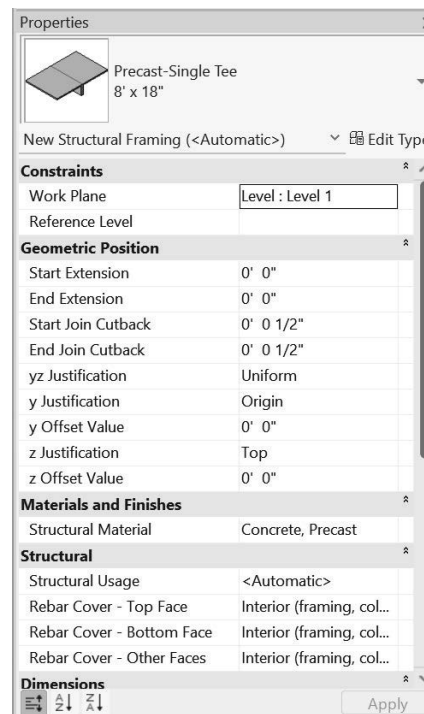 Properties
Precast-Single Tee
8' x 18"
New Structural Framing (<Automatic>) Edit Type
Constraints
Work Plane Level : Level 1
Reference Level
Geometric Position
Start Extension 0' 0"
End Extension 0' 0"
Start Join Cutback 0' 0 1/2"
End Join Cutback 0' 0 1/2"
yz Justification Uniform
y Justification Origin
y Offset Value 0' 0"
z Justification Top
z Offset Value 0' 0"
Materials and Finishes
Structural Material Concrete, Precast
Structural
Structural Usage <Automatic>
Rebar Cover - Top Face Interior (framing, col...
Rebar Cover - Bottom Face Interior (framing, col...
Rebar Cover - Other Faces Interior (framing, col...
Dimensions
Apply